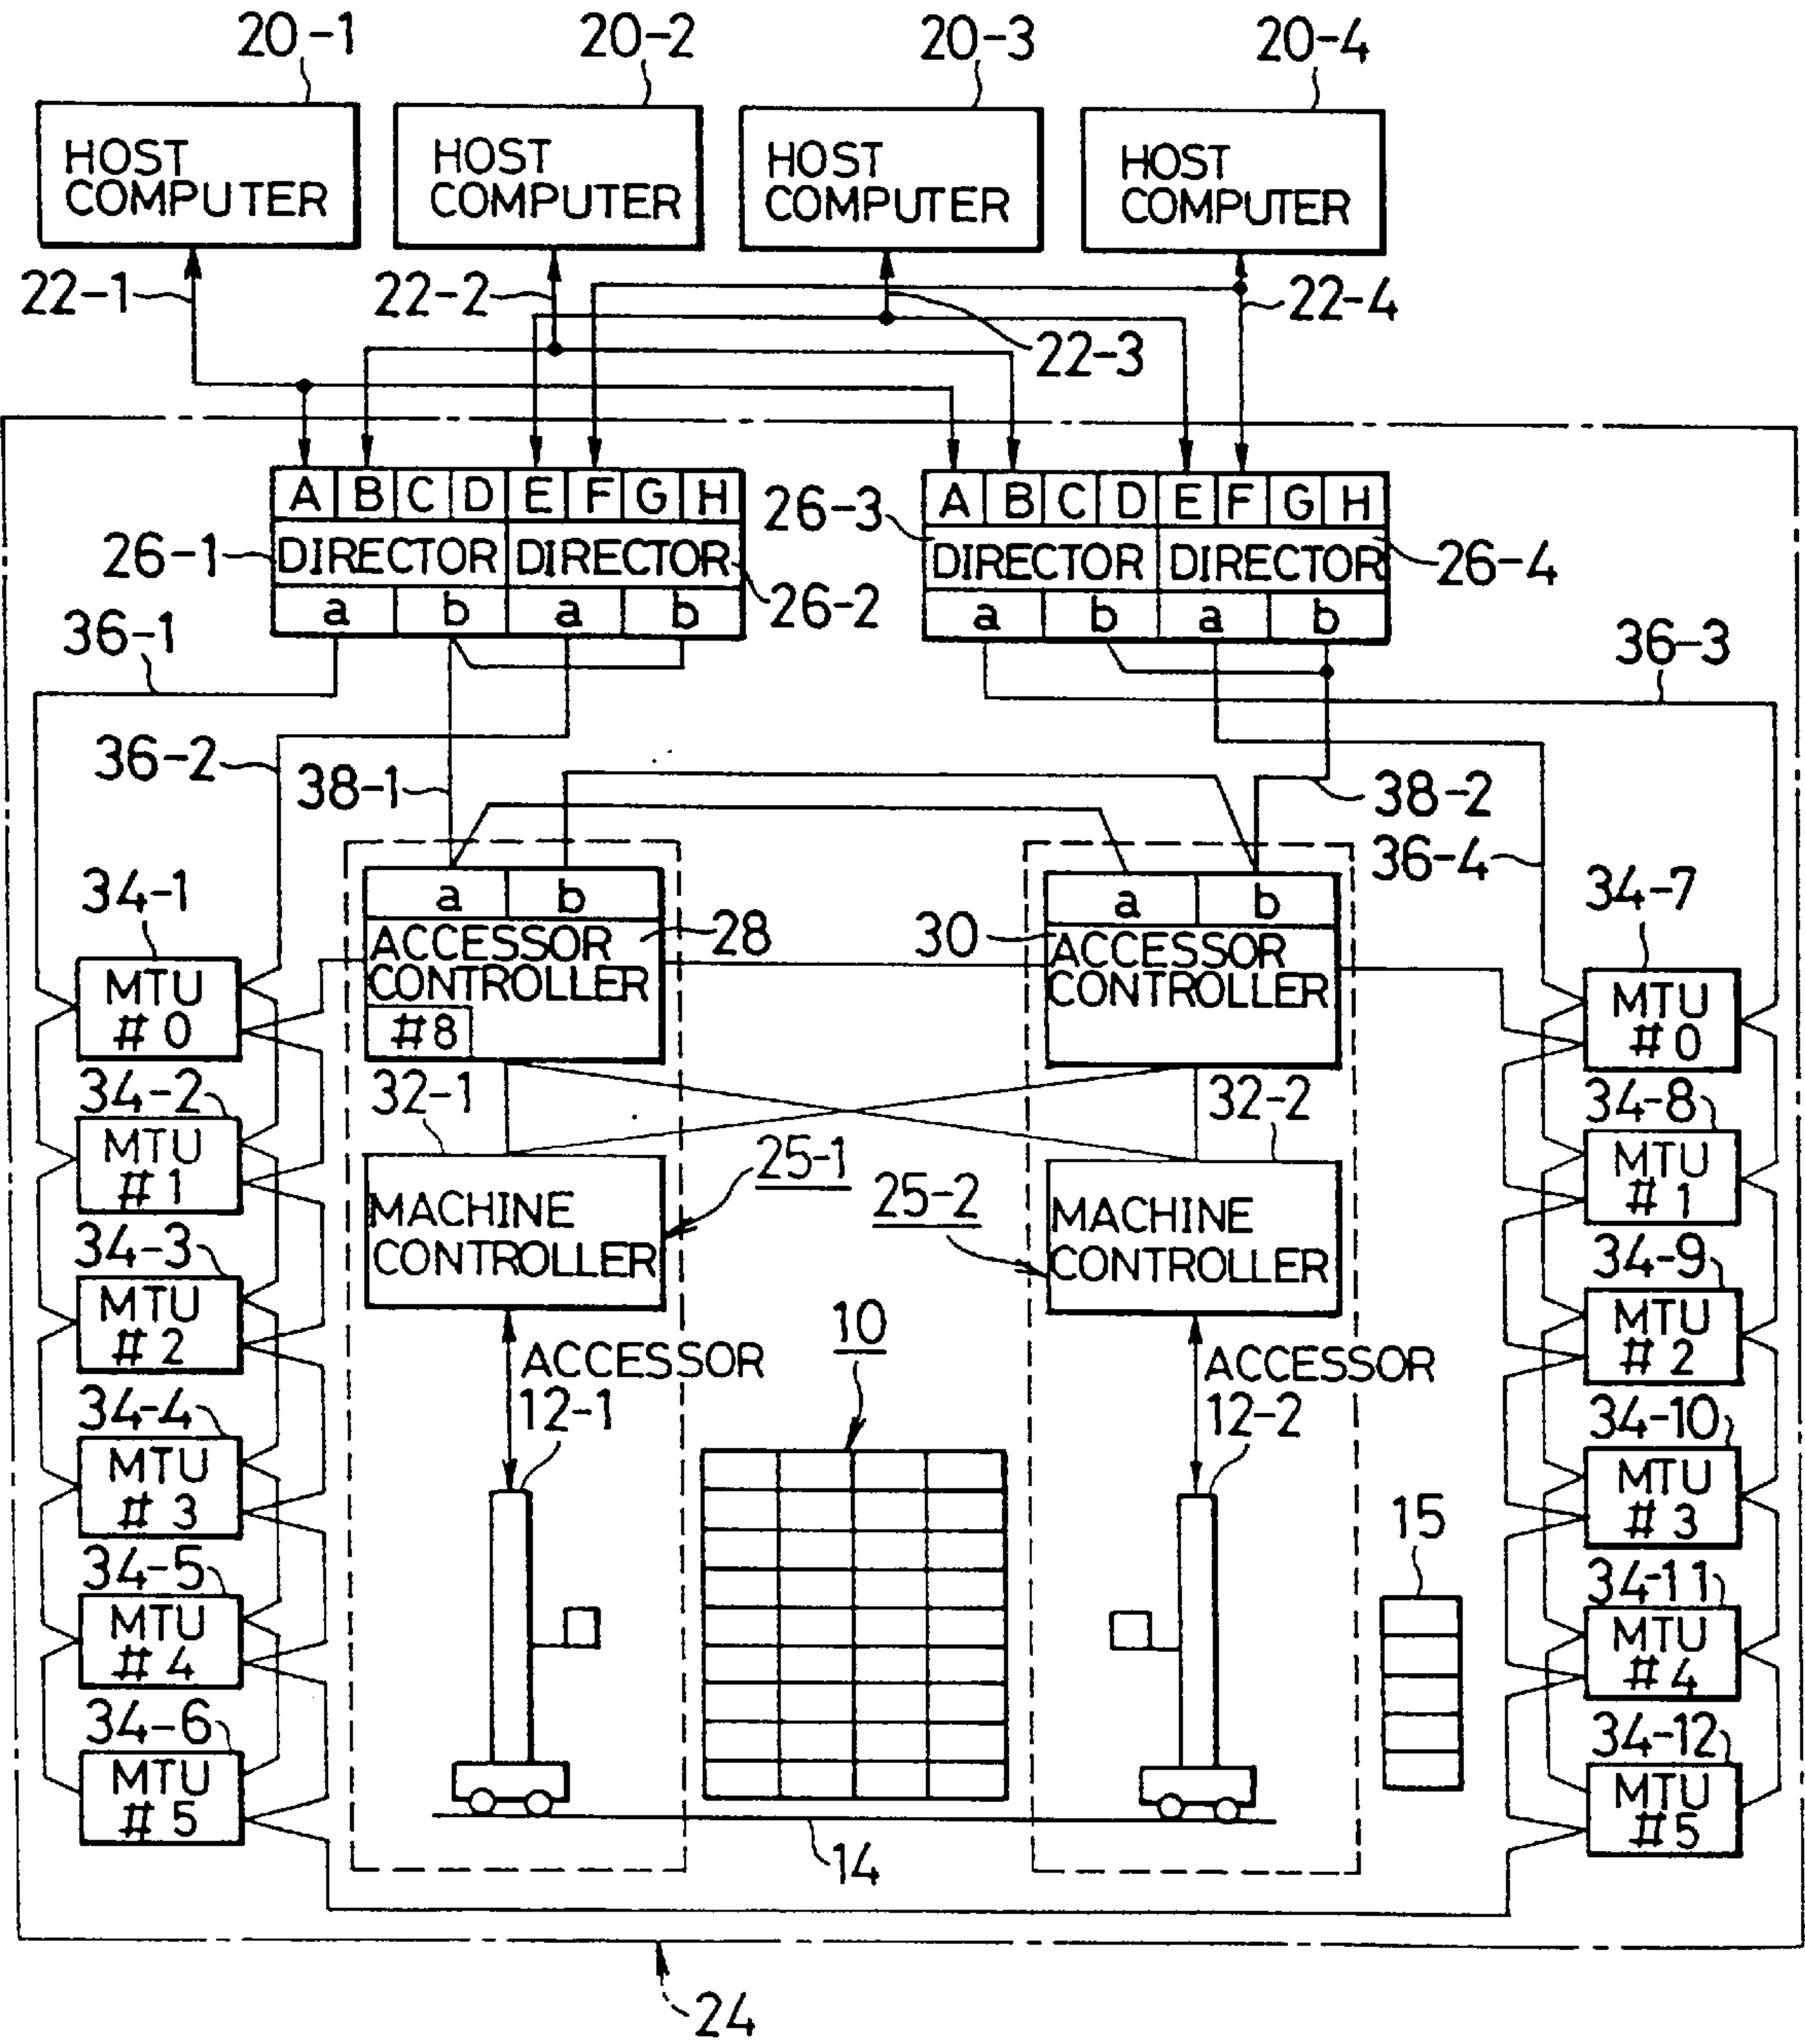 20-1
20-2
20-3
20-4
HOST
COMPUTER
HOST
COMPUTER
HOST
COMPUTER
HOST
COMPUTER
22-1
22-2
22-3
22-4
A B C D E F G H
A B C D E F G H
26-1
DIRECTOR DIRECTOR
26-2
26-3
DIRECTOR DIRECTOR
26-4
a b a b
a b a b
36-1
36-2
36-3
38-1
38-2
36-4
34-1
MTU
#0
34-2
MTU
#1
34-3
MTU
#2
34-4
MTU
#3
34-5
MTU
#4
34-6
MTU
#5
a b
ACCESSOR
CONTROLLER
#8
28
30
a b
ACCESSOR
CONTROLLER
32-1
32-2
MACHINE
CONTROLLER
25-1
25-2
MACHINE
CONTROLLER
ACCESSOR
12-1
10
ACCESSOR
12-2
15
14
34-7
MTU
#0
34-8
MTU
#1
34-9
MTU
#2
34-10
MTU
#3
34-11
MTU
#4
34-12
MTU
#5
24